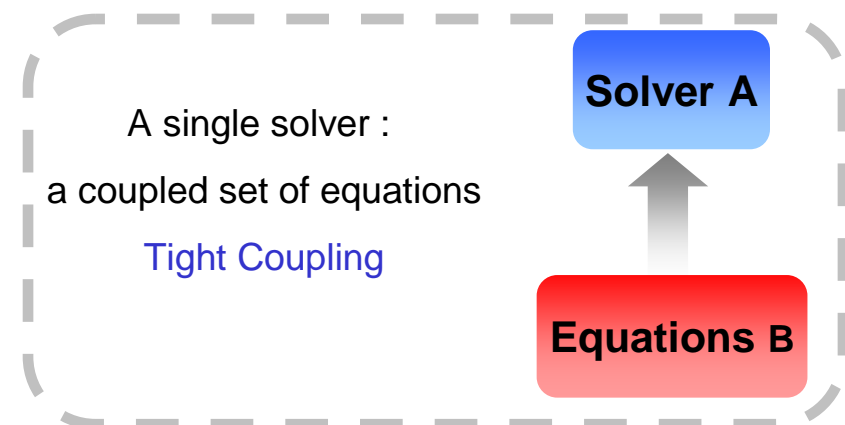 A single solver :
a coupled set of equations
Tight Coupling
Solver A
Equations B